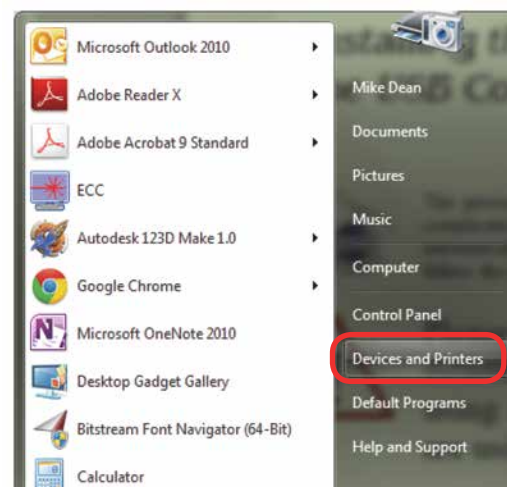 Microsoft Outlook 2010
Adobe Reader X
Adobe Acrobat 9 Standard
ECC
Autodesk 123D Make 1.0
Google Chrome
Microsoft OneNote 2010
Desktop Gadget Gallery
Bitstream Font Navigator (64-Bit)
Calculator
Mike Dean
Documents
Pictures
Music
Computer
Control Panel
Devices and Printers
Default Programs
Help and Support